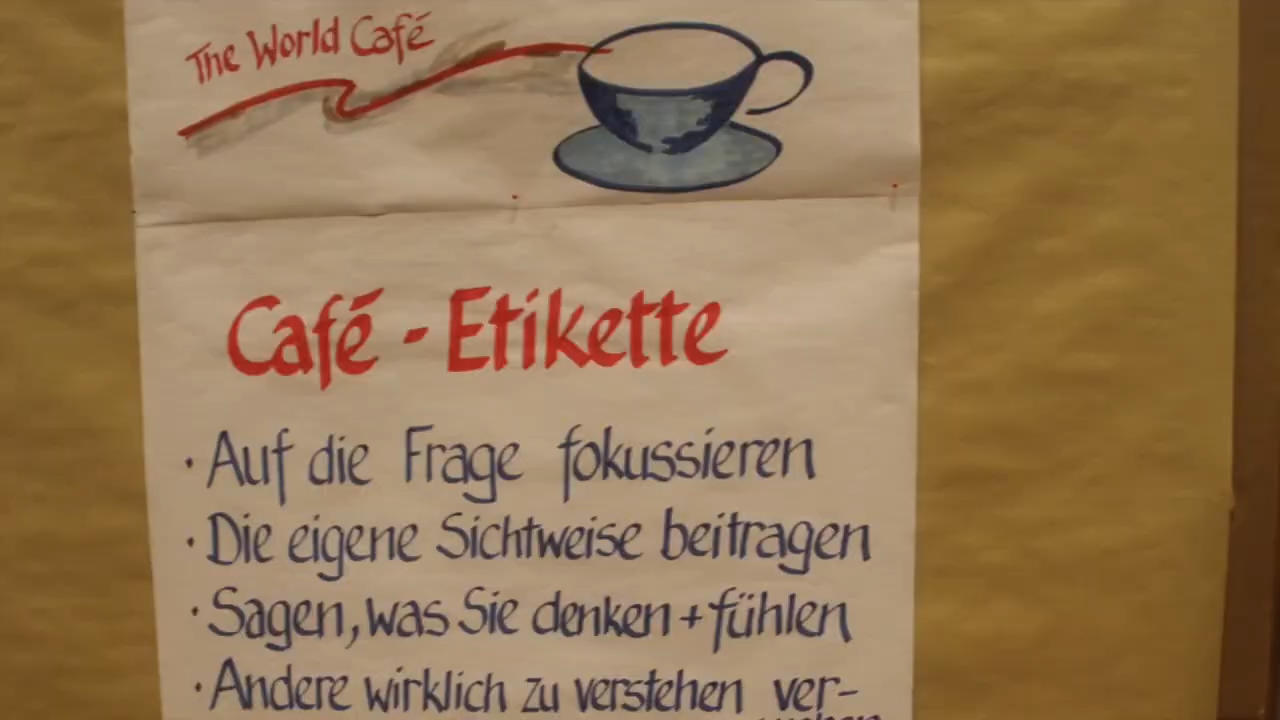 The World Café
Café - Etikette
· Auf die Frage fokussieren
· Die eigene Sichtweise beitragen
· Sagen, was Sie denken + fühlen
· Andere wirklich zu verstehen ver-